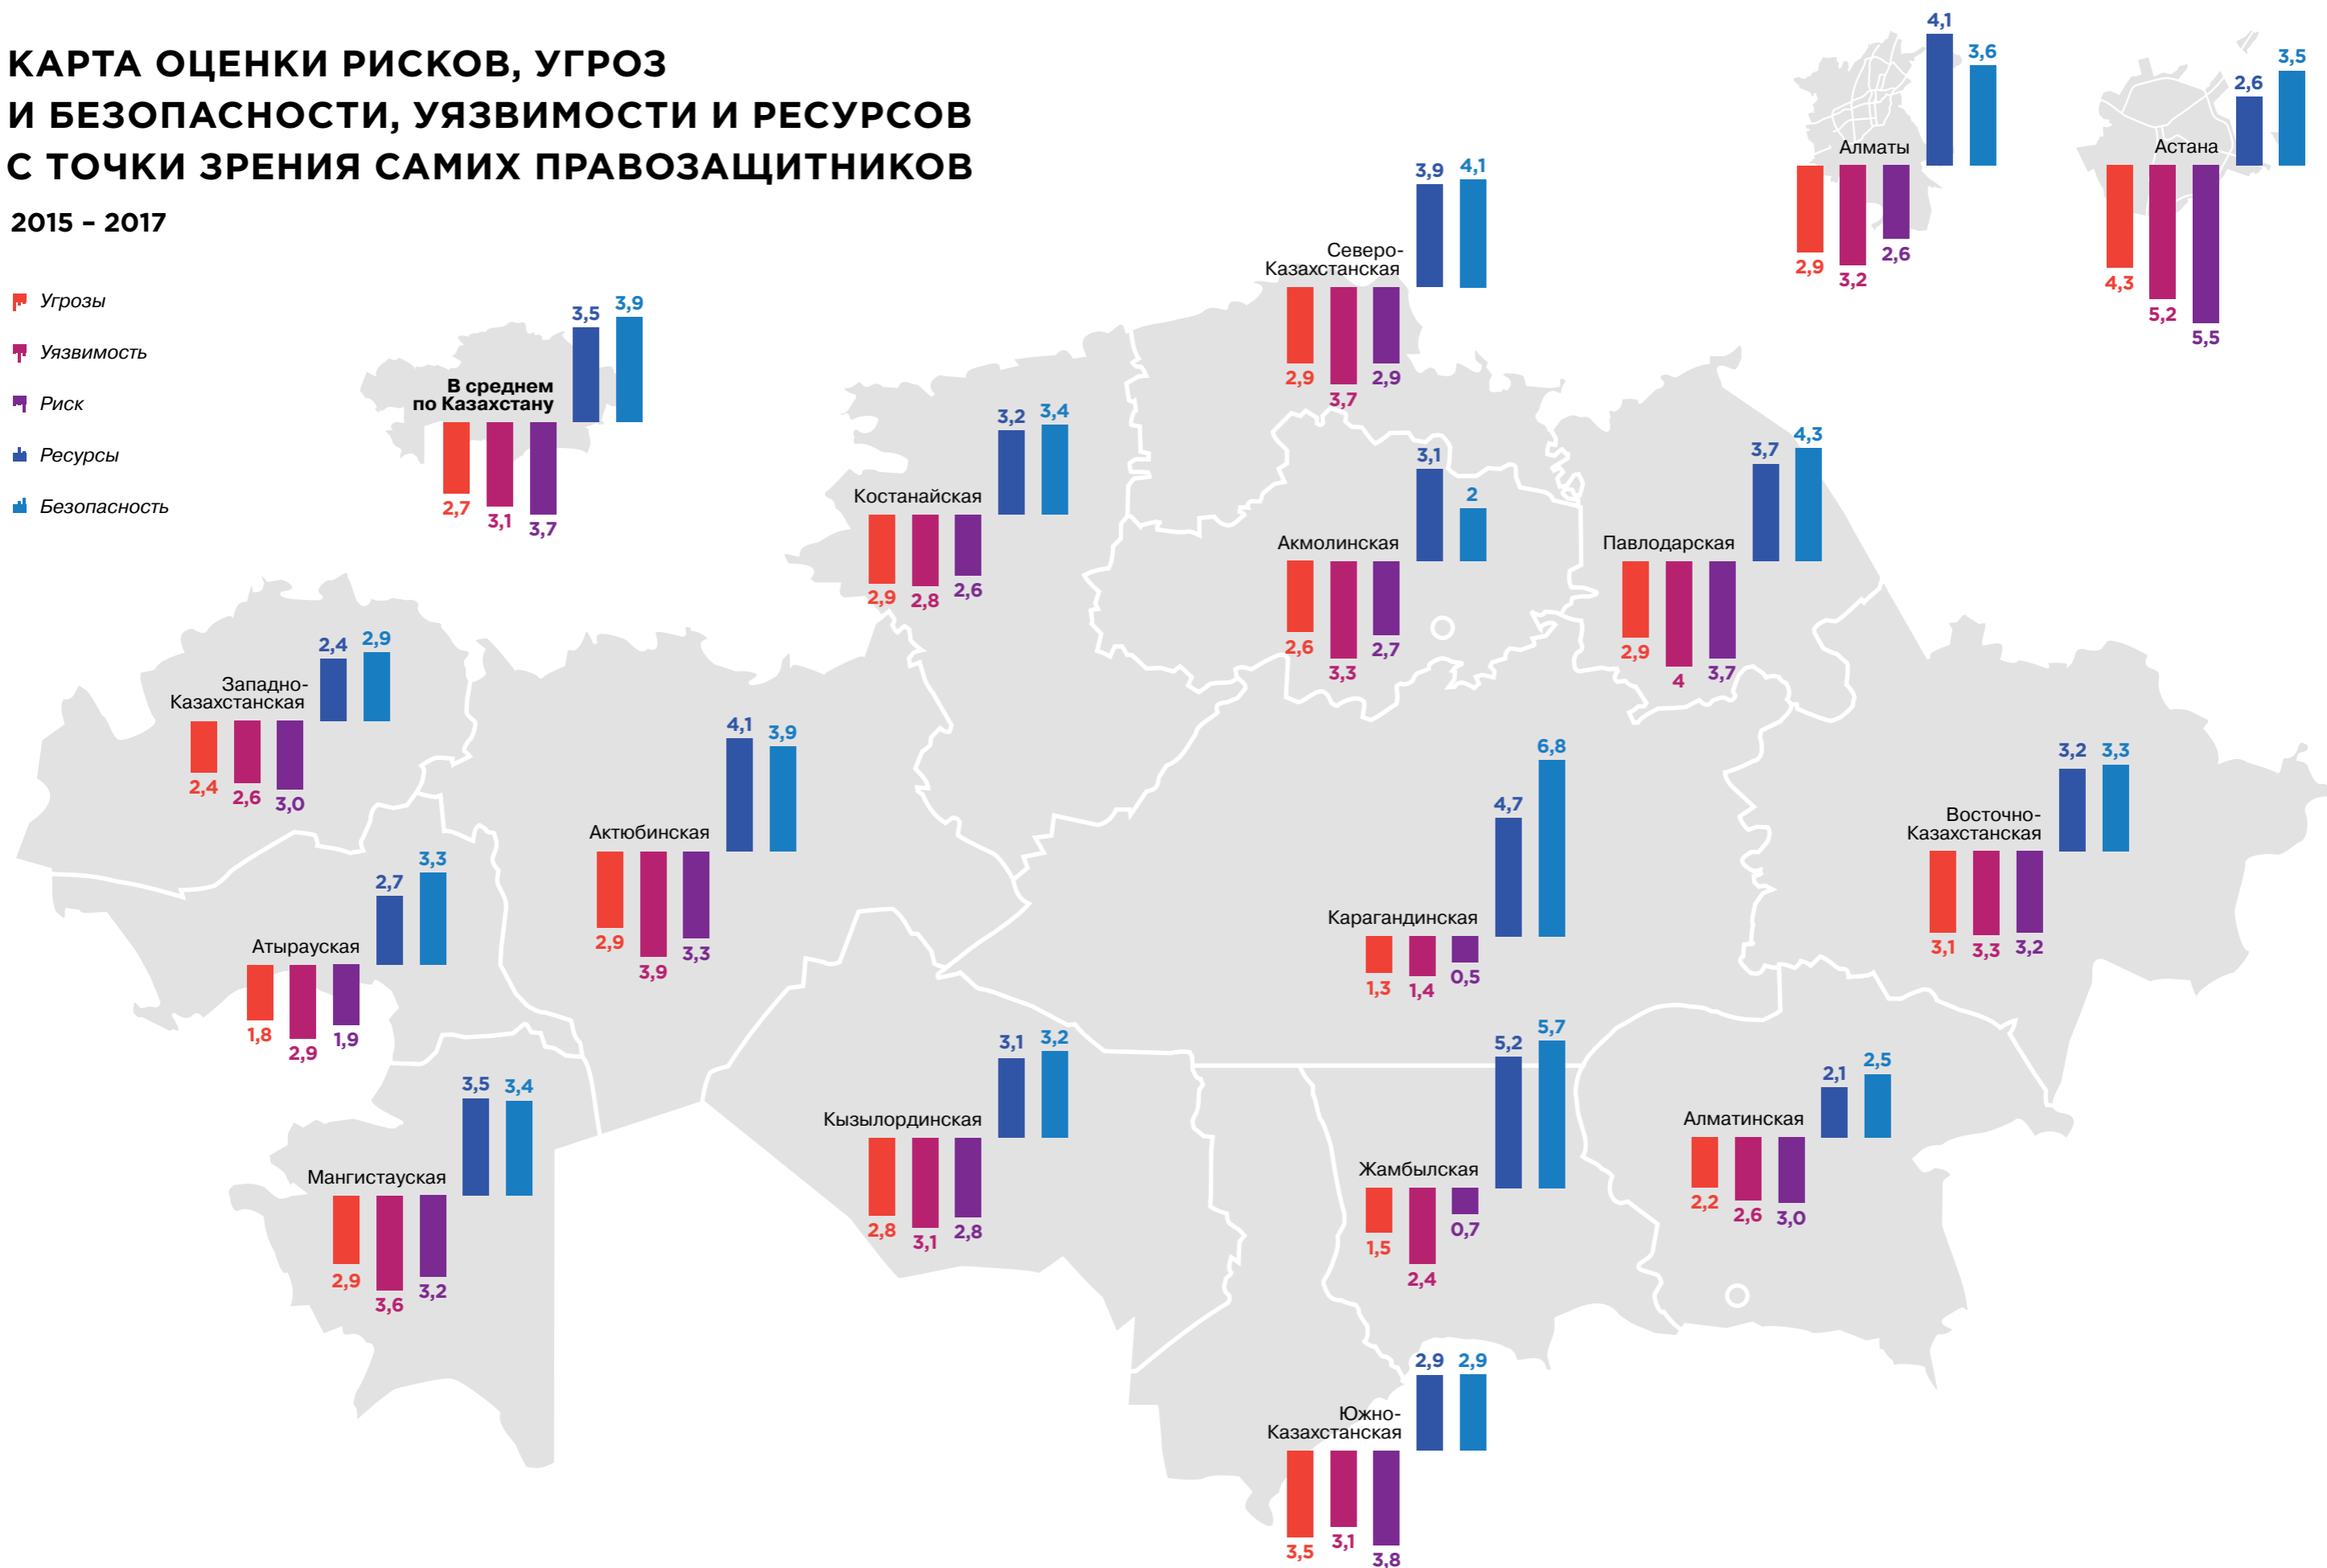 КАРТА ОЦЕНКИ РИСКОВ, УГРОЗ
И БЕЗОПАСНОСТИ, УЯЗВИМОСТИ И РЕСУРСОВ
С ТОЧКИ ЗРЕНИЯ САМИХ ПРАВОЗАЩИТНИКОВ
2015 – 2017
Угрозы
Уязвимость
Риск
Ресурсы
Безопасность
3,5 3,9
В среднем
по Казахстану
2,7 3,1 3,7
4,1 3,6
Алматы
2,9 3,2 2,6
2,6 3,5
Астана
4,3 5,2 5,5
3,9 4,1
Северо-
Казахстанская
2,9 3,7 2,9
3,2 3,4
Костанайская
2,9 2,8 2,6
3,1 2
Акмолинская
2,6 3,3 2,7
3,7 4,3
Павлодарская
2,9 4 3,7
2,4 2,9
Западно-
Казахстанская
2,4 2,6 3,0
4,1 3,9
Актюбинская
2,9 3,9 3,3
4,7 6,8
Карагандинская
1,3 1,4 0,5
3,2 3,3
Восточно-
Казахстанская
3,1 3,3 3,2
2,7 3,3
Атырауская
1,8 2,9 1,9
3,5 3,4
Мангистауская
2,9 3,6 3,2
3,1 3,2
Кызылординская
2,8 3,1 2,8
5,2 5,7
Жамбылская
1,5 2,4 0,7
2,1 2,5
Алматинская
2,2 2,6 3,0
2,9 2,9
Южно-
Казахстанская
3,5 3,1 3,8